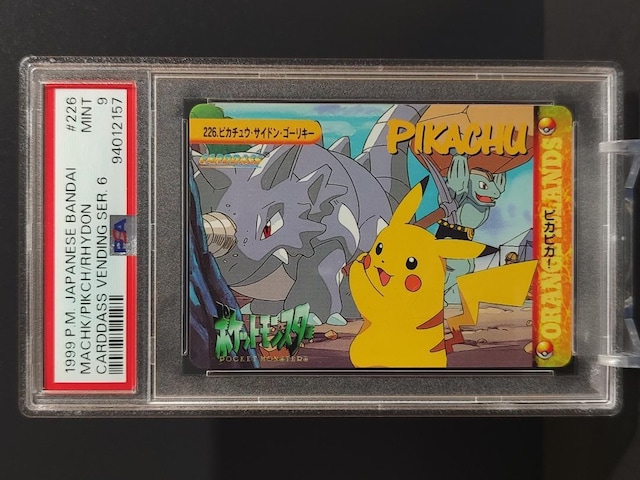 1999 P.M. JAPANESE BANDAI #226
MACHK/PIKCH/RHYDON MINT
CARDDASS VENDING SER. 6 9
PSA 94012157
226.ピカチュウ・サイドン・ゴーリキー
CARDDASS
PIKACHU
ピカピカー!
ポケットモンスター
POCKET MONSTERS